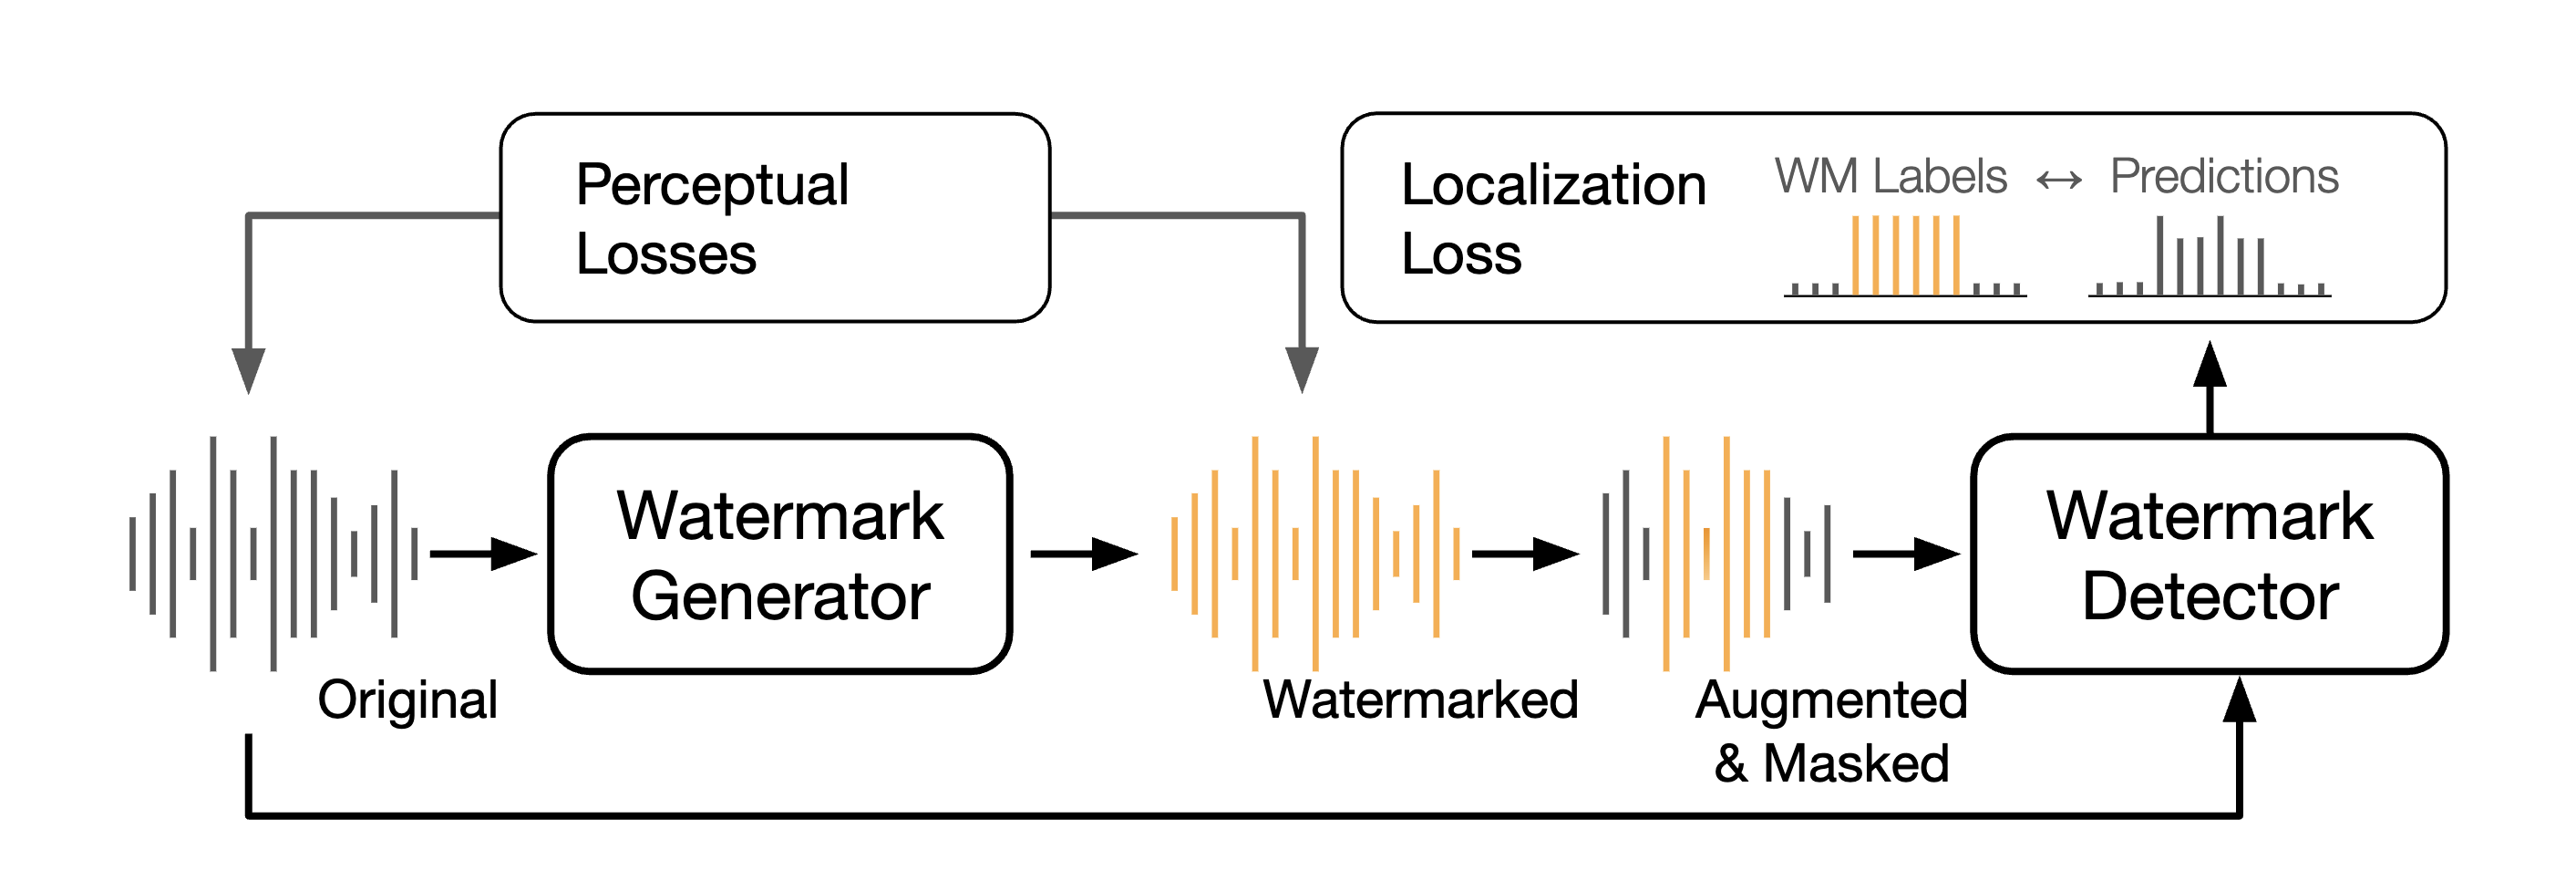 Perceptual
Losses
Localization
Loss
WM Labels ↔ Predictions
Watermark
Generator
Watermark
Detector
Original
Watermarked
Augmented
& Masked